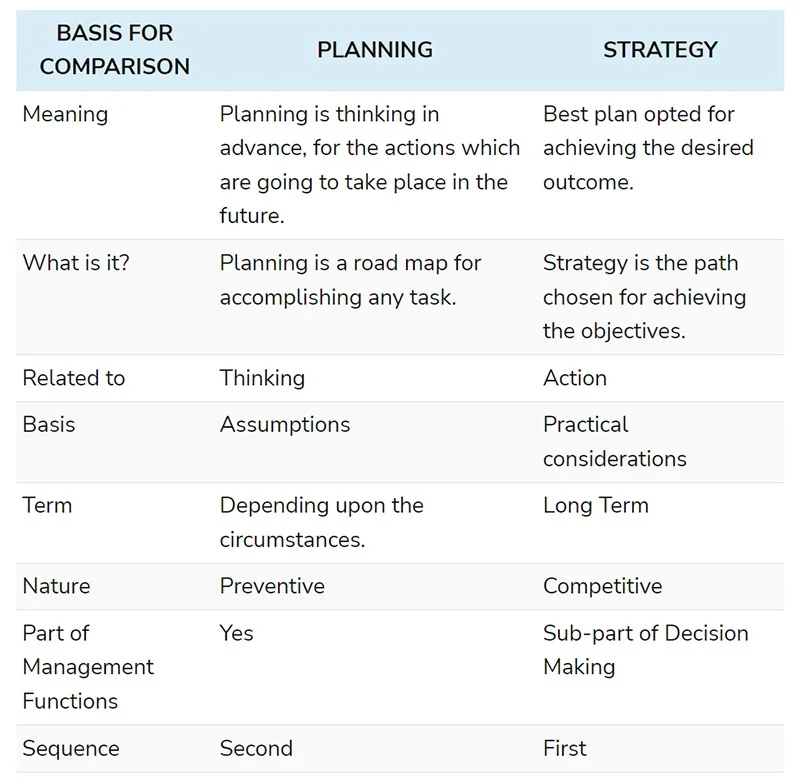 BASIS FOR COMPARISON PLANNING STRATEGY
Meaning Planning is thinking in advance, for the actions which are going to take place in the future. Best plan opted for achieving the desired outcome.
What is it? Planning is a road map for accomplishing any task. Strategy is the path chosen for achieving the objectives.
Related to Thinking Action
Basis Assumptions Practical considerations
Term Depending upon the circumstances. Long Term
Nature Preventive Competitive
Part of Management Functions Yes Sub-part of Decision Making
Sequence Second First